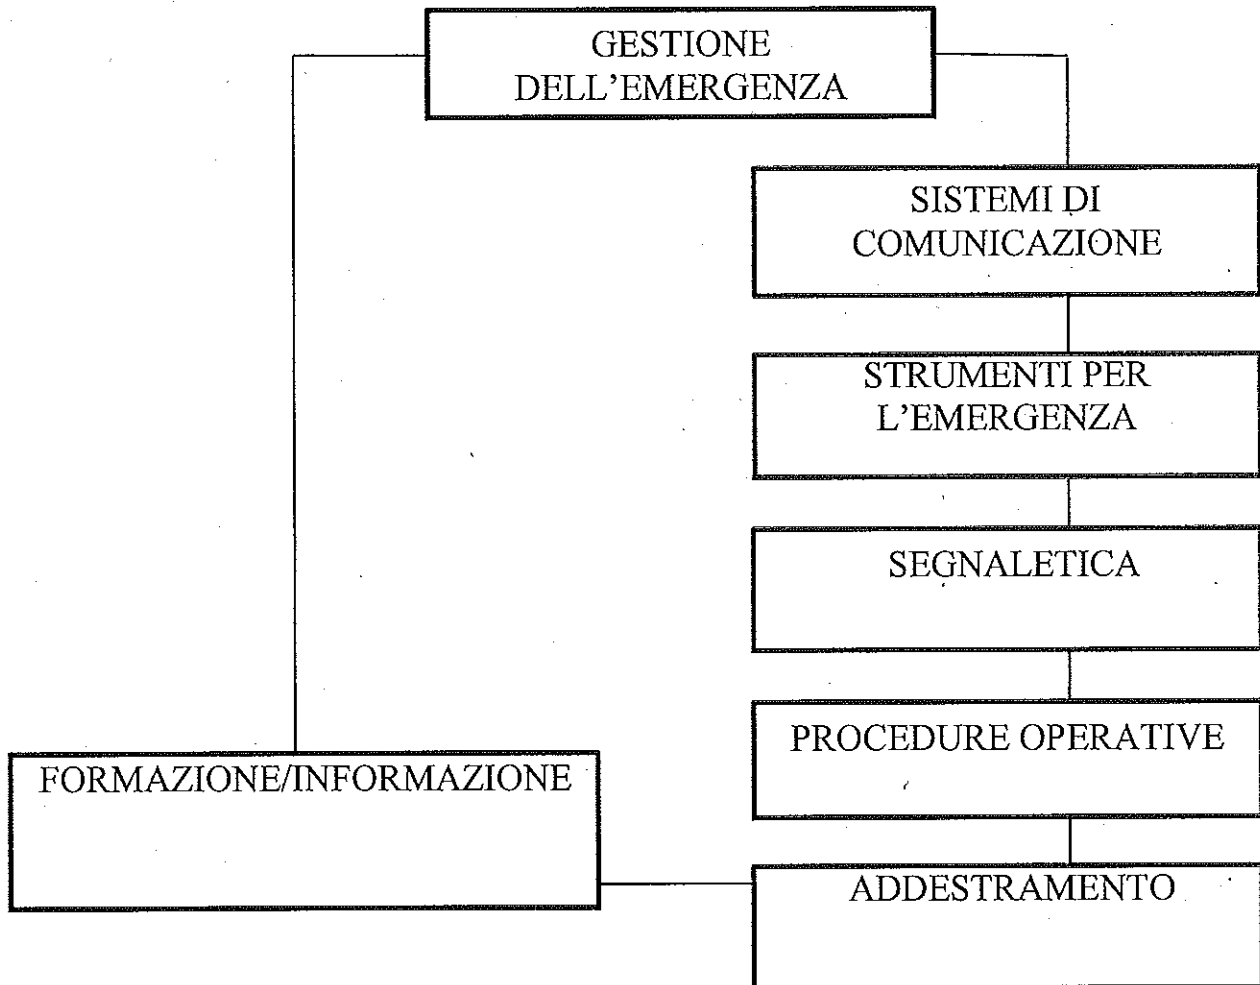 GESTIONE
DELL'EMERGENZA
SISTEMI DI
COMUNICAZIONE
STRUMENTI PER
L'EMERGENZA
SEGNALETICA
PROCEDURE OPERATIVE
FORMAZIONE/INFORMAZIONE
ADDESTRAMENTO